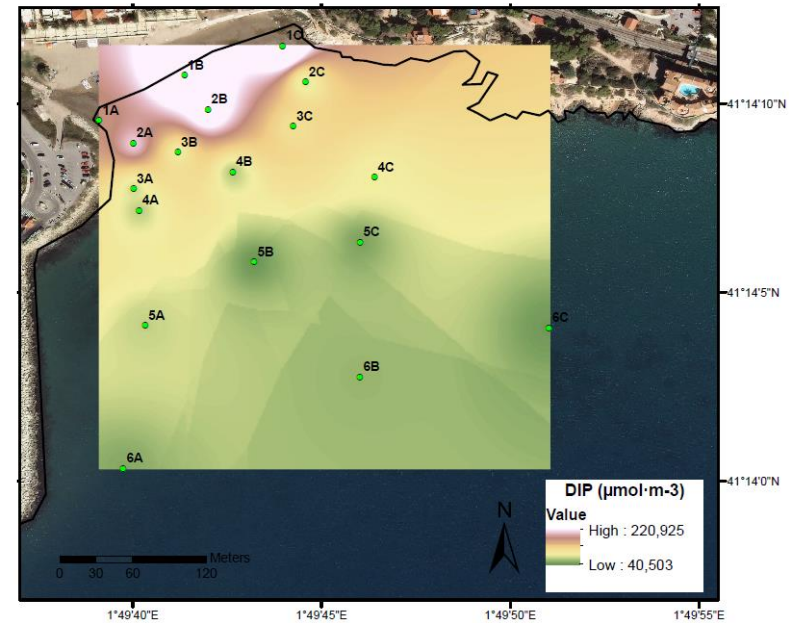 1C
1B
2C
2B
41°14'10"N
1A
3C
2A
3B
4B
4C
3A
4A
5C
5B
41°14'5"N
5A
6C
6B
6A
41°14'0"N
DIP (µmol·m-3)
Value
High : 220,925
Low : 40,503
N
Meters
0 30 60 120
1°49'40"E 1°49'45"E 1°49'50"E 1°49'55"E